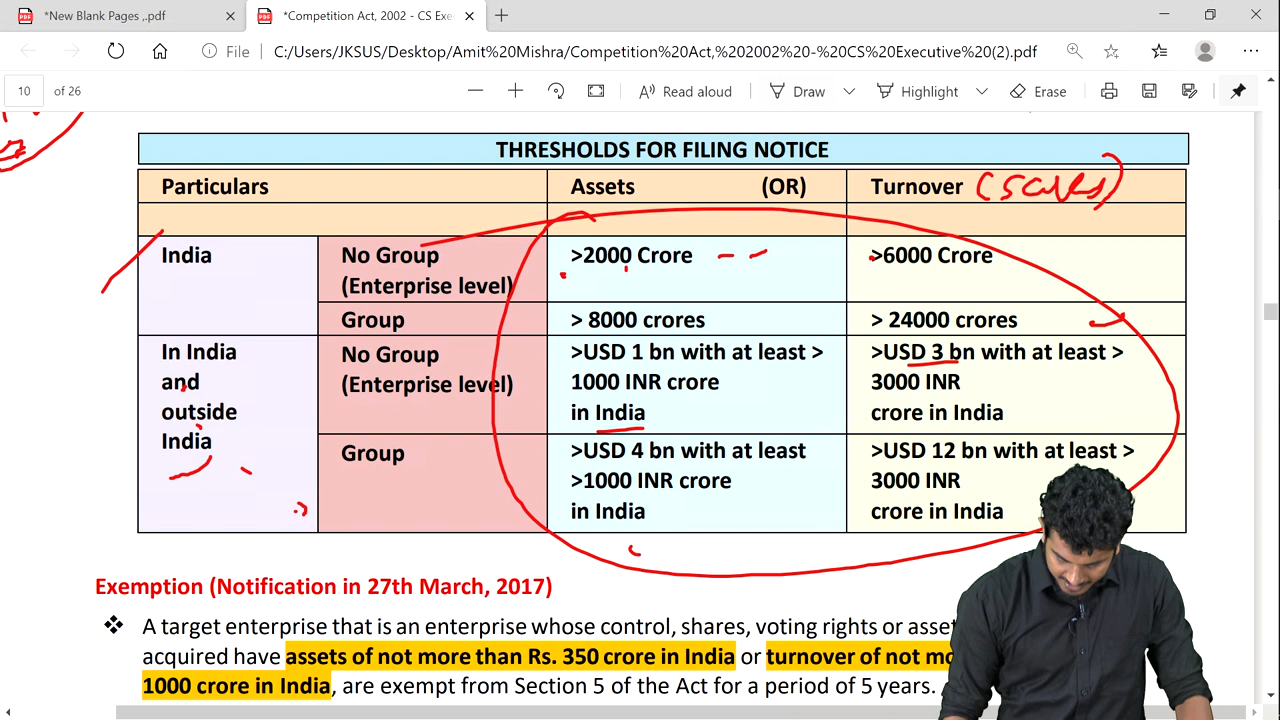 *New Blank Pages ,.pdf
*Competition Act, 2002 - CS Exe
File
C:/Users/JKSUS/Desktop/Amit%20Mishra/Competition%20Act,%202002%20-%20CS%20Executive%20(2).pdf
10 of 26
Read aloud
Draw
Highlight
Erase
THRESHOLDS FOR FILING NOTICE
Particulars Assets (OR) Turnover (Sales)
India No Group >2000 Crore >6000 Crore
(Enterprise level)
Group > 8000 crores > 24000 crores
In India No Group >USD 1 bn with at least > >USD 3 bn with at least >
and (Enterprise level) 1000 INR crore 3000 INR
outside in India crore in India
India Group >USD 4 bn with at least >USD 12 bn with at least >
>1000 INR crore 3000 INR
in India crore in India
Exemption (Notification in 27th March, 2017)
❖ A target enterprise that is an enterprise whose control, shares, voting rights or asset
acquired have assets of not more than Rs. 350 crore in India or turnover of not mo
1000 crore in India, are exempt from Section 5 of the Act for a period of 5 years.